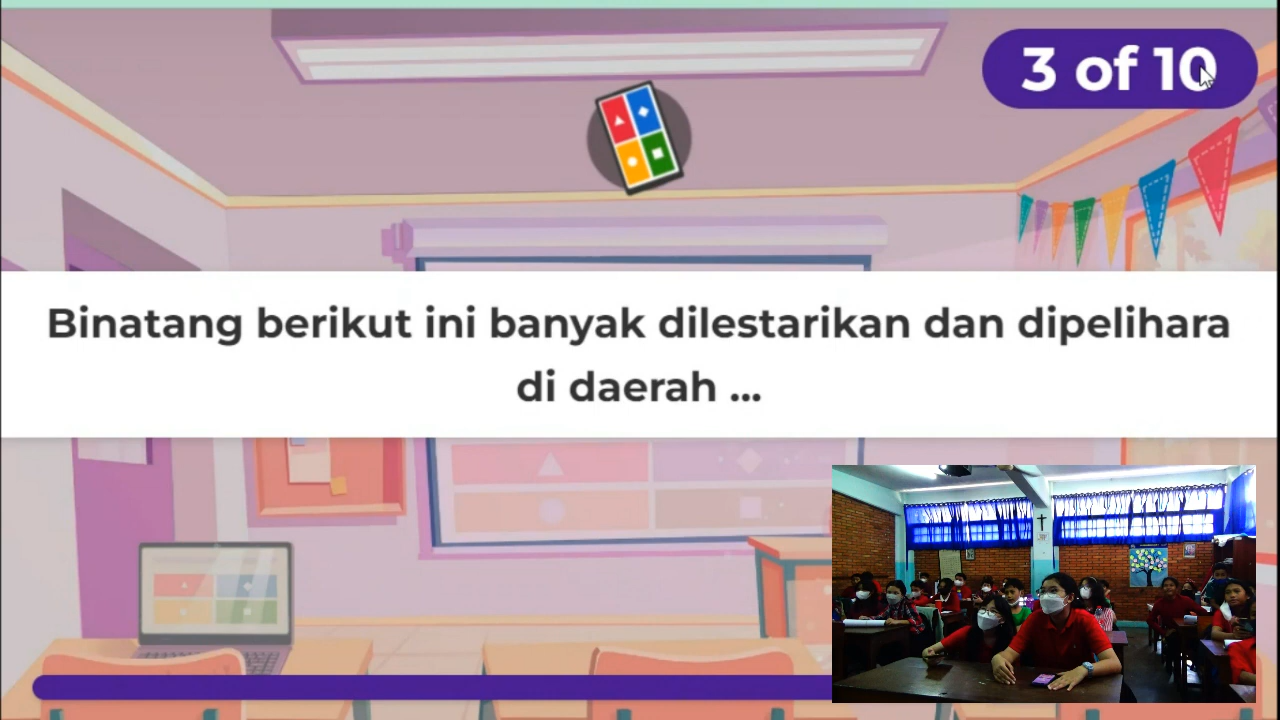 3 of 10
Binatang berikut ini banyak dilestarikan dan dipelihara
di daerah ...